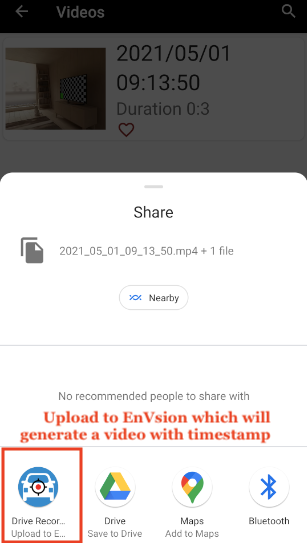 Videos
2021/05/01
09:13:50
Duration 0:3
Share
2021_05_01_09_13_50.mp4 + 1 file
Nearby
No recommended people to share with
Upload to EnVsion which will
generate a video with timestamp
Drive Recor... Drive Maps Bluetooth
Upload to E... Save to Drive Add to Maps